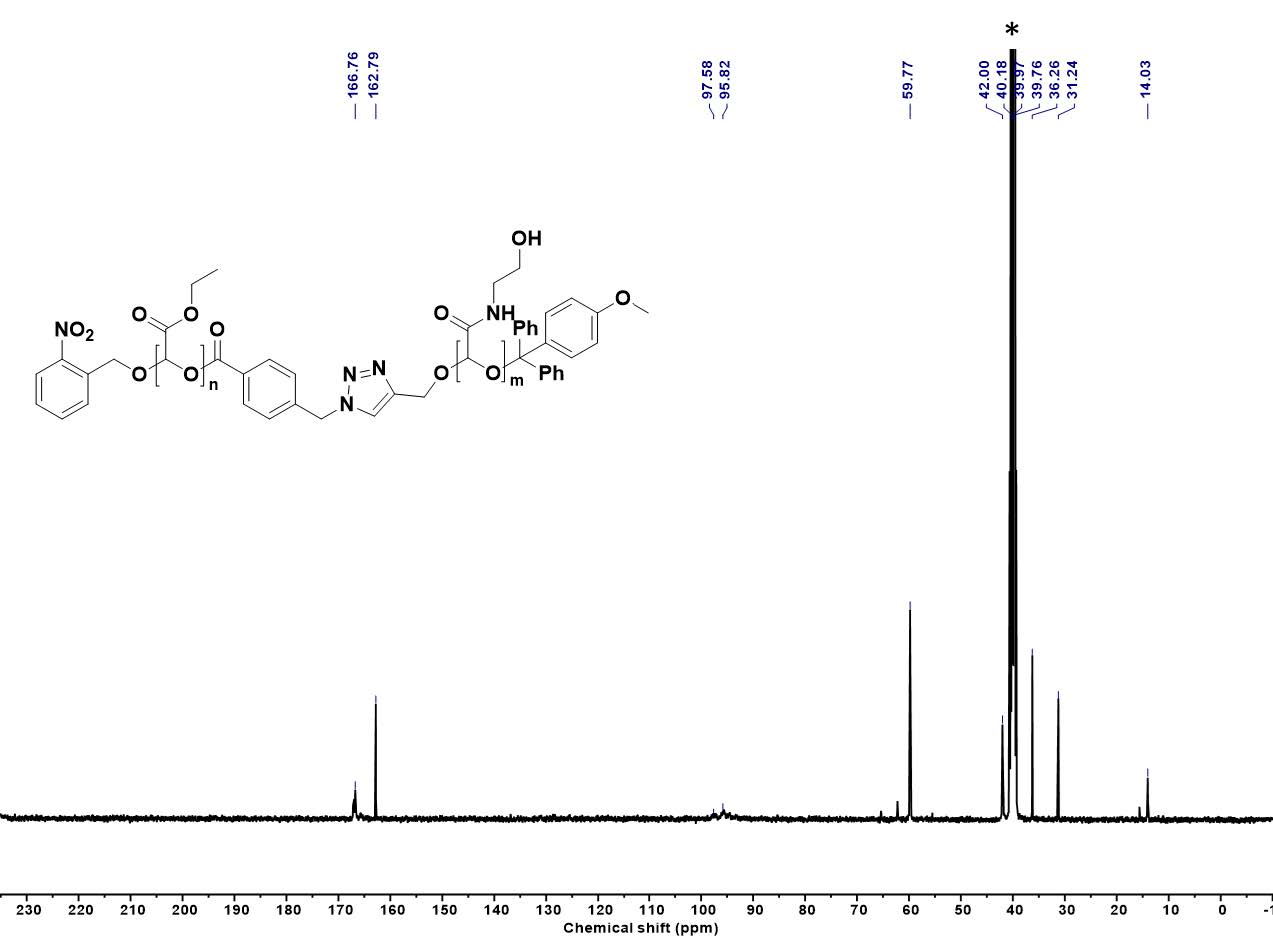 *
166.76
162.79
97.58
95.82
59.77
42.00
40.18
39.97
39.76
36.26
31.24
14.03
OH
O
O
O
O
NH
Ph
O
NO2
O
O
n
N
N
N
O
O
m
Ph
230 220 210 200 190 180 170 160 150 140 130 120 110 100 90 80 70 60 50 40 30 20 10 0 -1
Chemical shift (ppm)